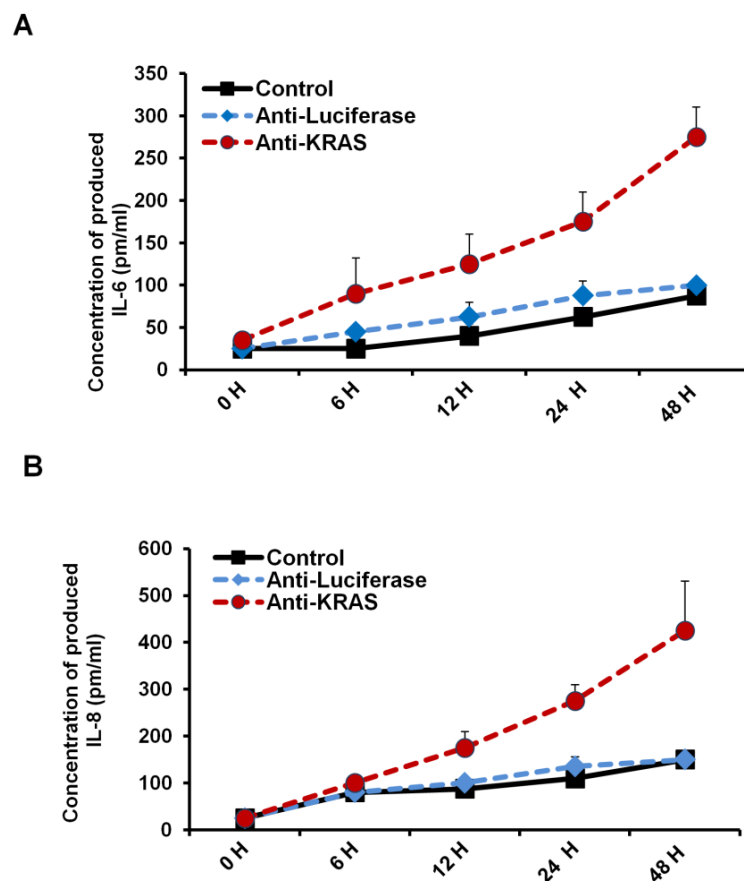 A
Concentration of produced
IL-6 (pm/ml)
350
300
250
200
150
100
50
0
Control
Anti-Luciferase
Anti-KRAS
0 H
6 H
12 H
24 H
48 H
B
Concentration of produced
IL-8 (pm/ml)
600
500
400
300
200
100
0
Control
Anti-Luciferase
Anti-KRAS
0 H
6 H
12 H
24 H
48 H